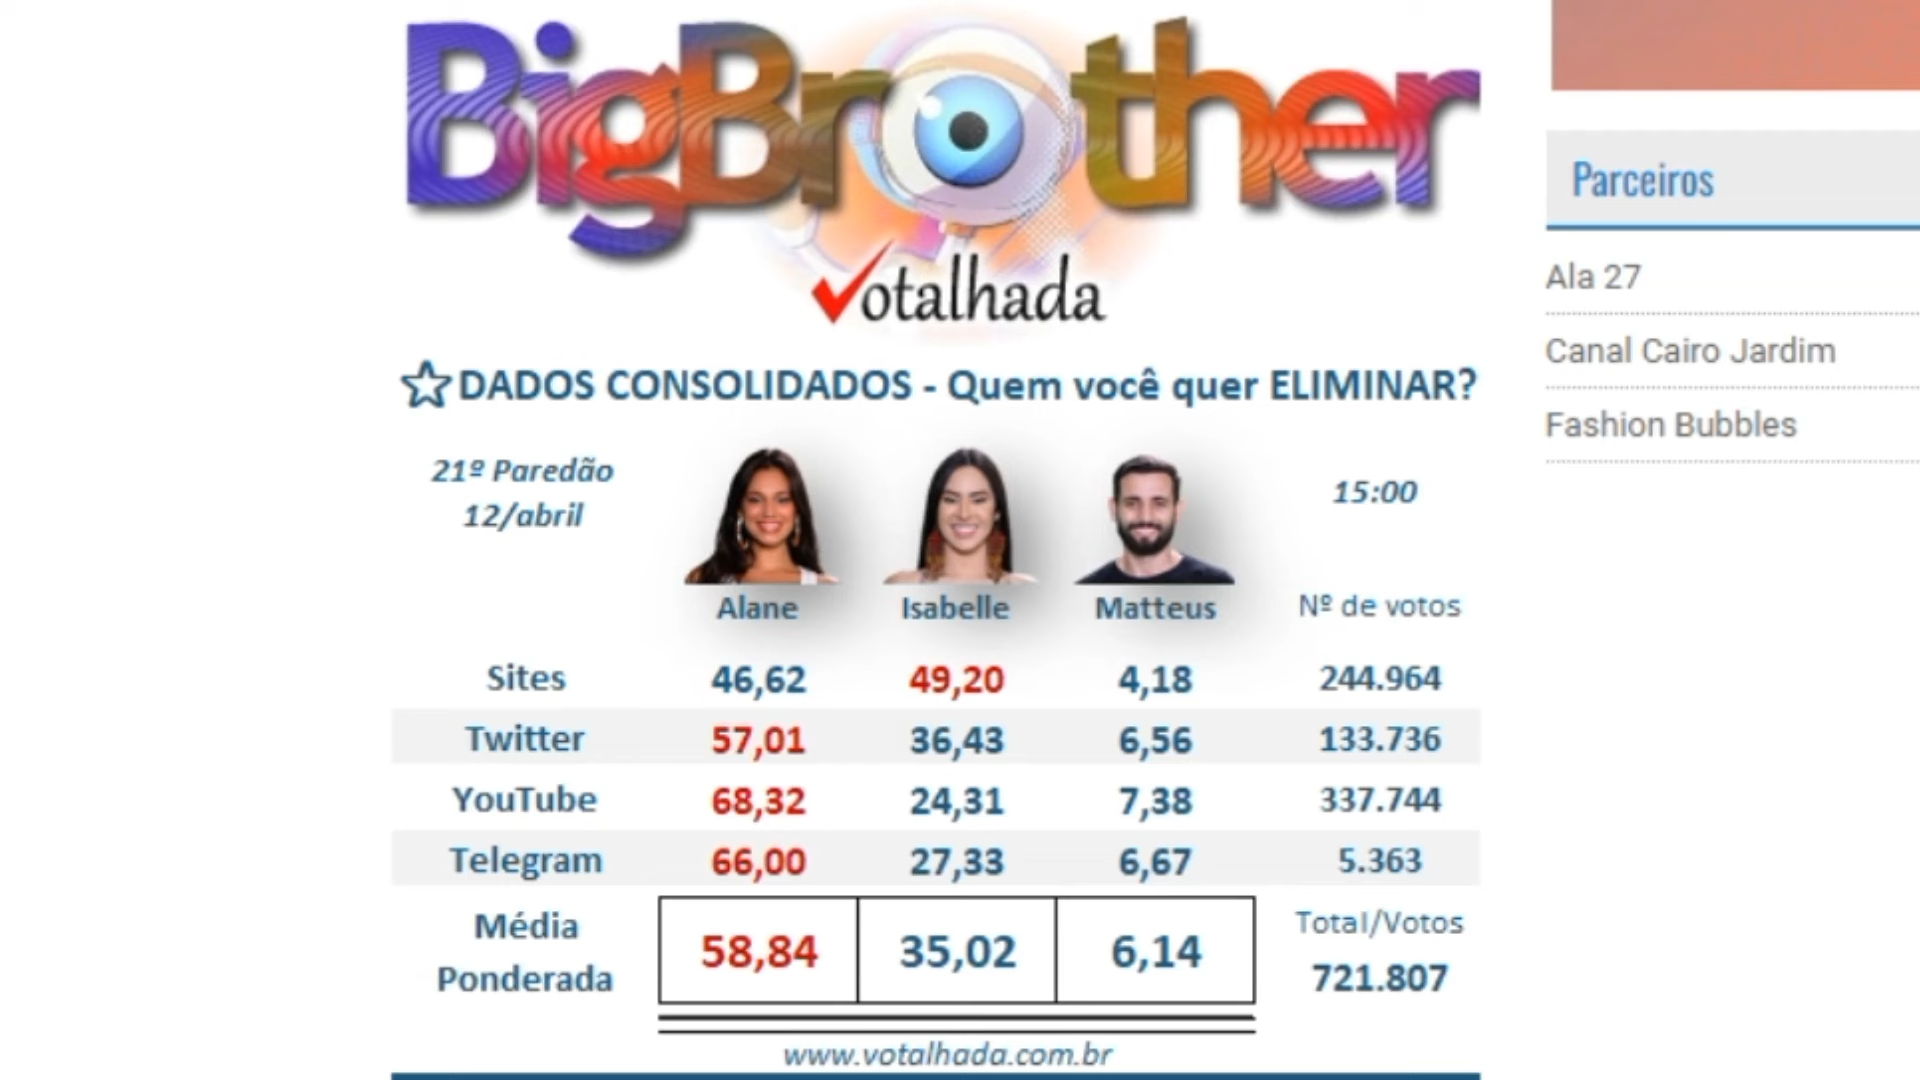 BigBrother
Votalhada
DADOS CONSOLIDADOS - Quem você quer ELIMINAR?
21º Paredão
12/abril
15:00
Alane Isabelle Matteus Nº de votos
Sites 46,62 49,20 4,18 244.964
Twitter 57,01 36,43 6,56 133.736
YouTube 68,32 24,31 7,38 337.744
Telegram 66,00 27,33 6,67 5.363
Média Ponderada 58,84 35,02 6,14 Total/Votos 721.807
www.votalhada.com.br
Parceiros
Ala 27
Canal Cairo Jardim
Fashion Bubbles